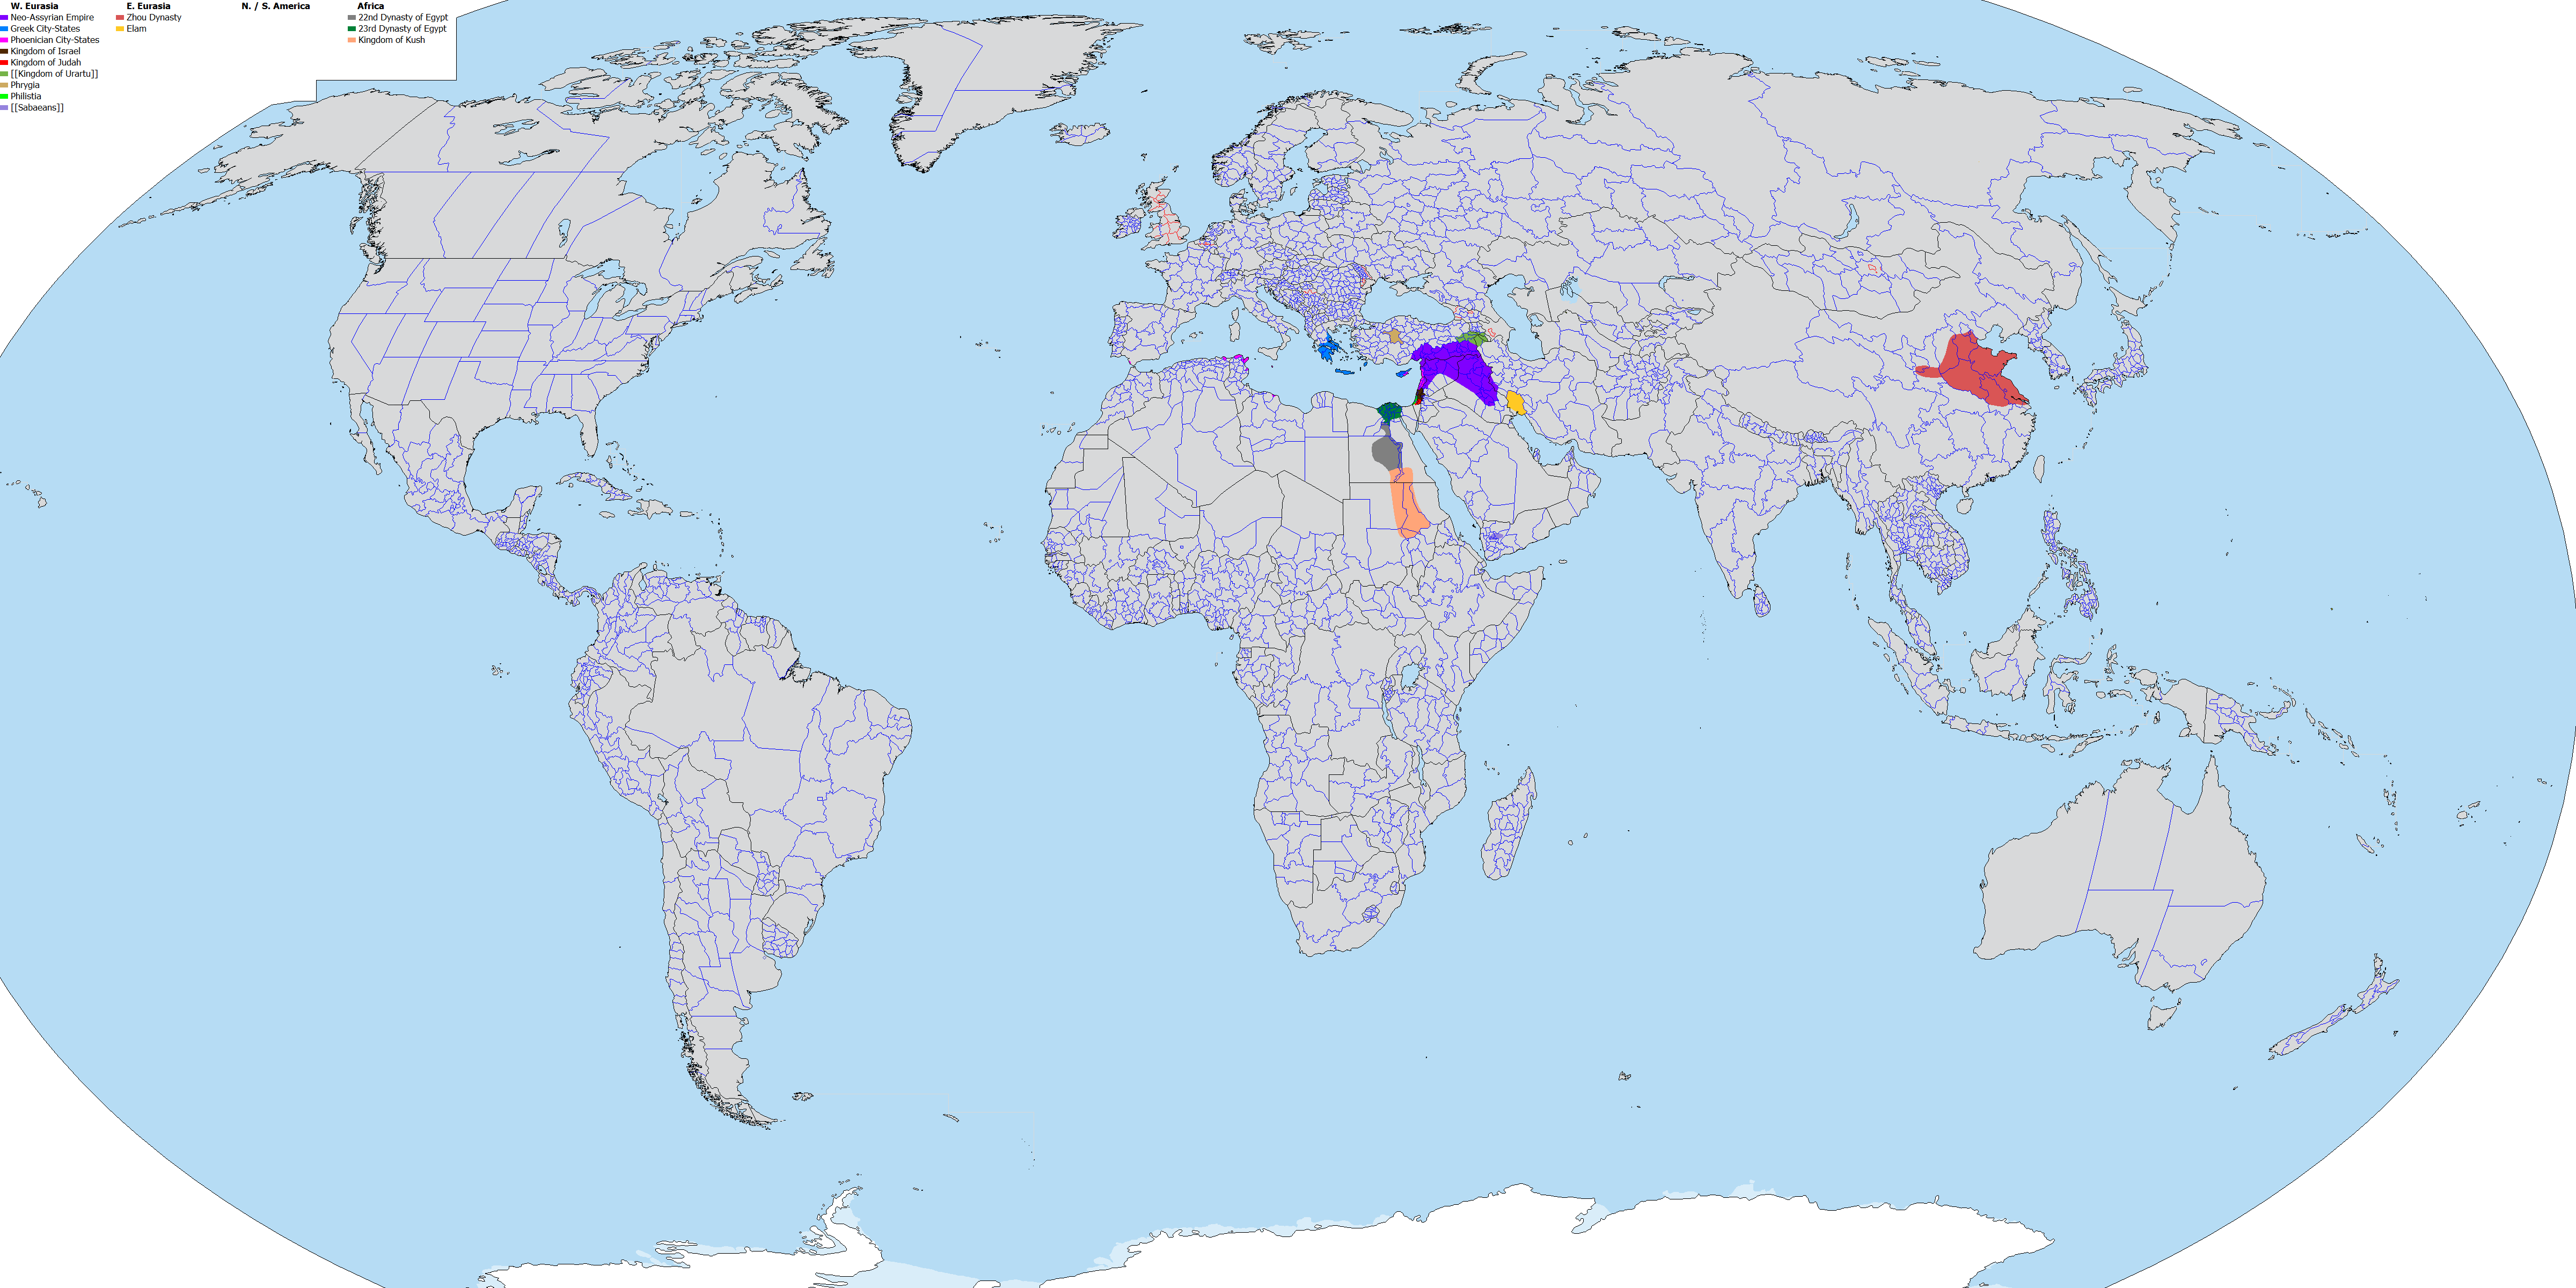 W. Eurasia
Neo-Assyrian Empire
Greek City-States
Phoenician City-States
Kingdom of Israel
Kingdom of Judah
[[Kingdom of Urartu]]
Phrygia
Philistia
[[Sabaeans]]
E. Eurasia
Zhou Dynasty
Elam
N. / S. America
Africa
22nd Dynasty of Egypt
23rd Dynasty of Egypt
Kingdom of Kush